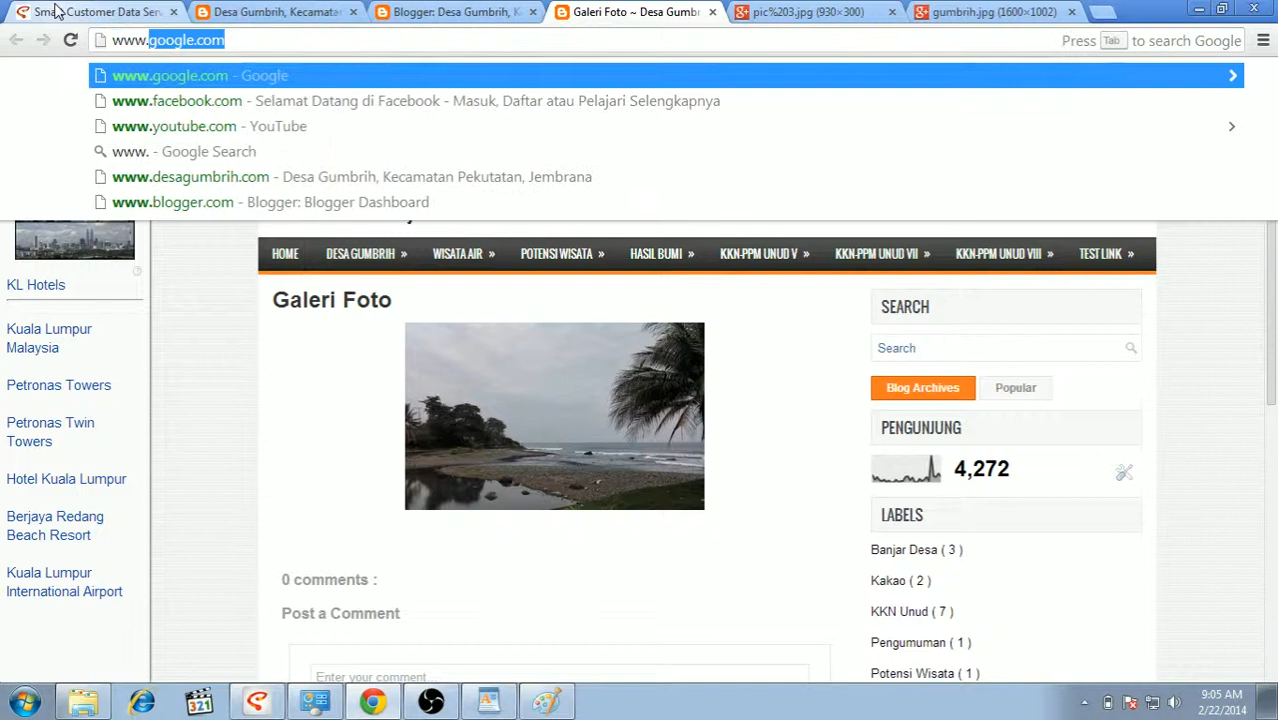 Smart Customer Data Serv
Desa Gumbrih, Kecamatan
Blogger: Desa Gumbrih, K
Galeri Foto ~ Desa Gumbr
pic%203.jpg (930×300)
gumbrih.jpg (1600×1002)
www.google.com
Press Tab to search Google
www.google.com - Google
www.facebook.com - Selamat Datang di Facebook - Masuk, Daftar atau Pelajari Selengkapnya
www.youtube.com - YouTube
www. - Google Search
www.desagumbrih.com - Desa Gumbrih, Kecamatan Pekutatan, Jembrana
www.blogger.com - Blogger: Blogger Dashboard
HOME DESA GUMBRIH » WISATA AIR » POTENSI WISATA » HASIL BUMI » KKN-PPM UNUD V » KKN-PPM UNUD VII » KKN-PPM UNUD VIII » TEST LINK »
KL Hotels
Kuala Lumpur
Malaysia
Petronas Towers
Petronas Twin
Towers
Hotel Kuala Lumpur
Berjaya Redang
Beach Resort
Kuala Lumpur
International Airport
Galeri Foto
0 comments :
Post a Comment
Enter your comment...
SEARCH
Search
Blog Archives Popular
PENGUNJUNG
4,272
LABELS
Banjar Desa ( 3 )
Kakao ( 2 )
KKN Unud ( 7 )
Pengumuman ( 1 )
Potensi Wisata ( 1 )
321
9:05 AM
2/22/2014